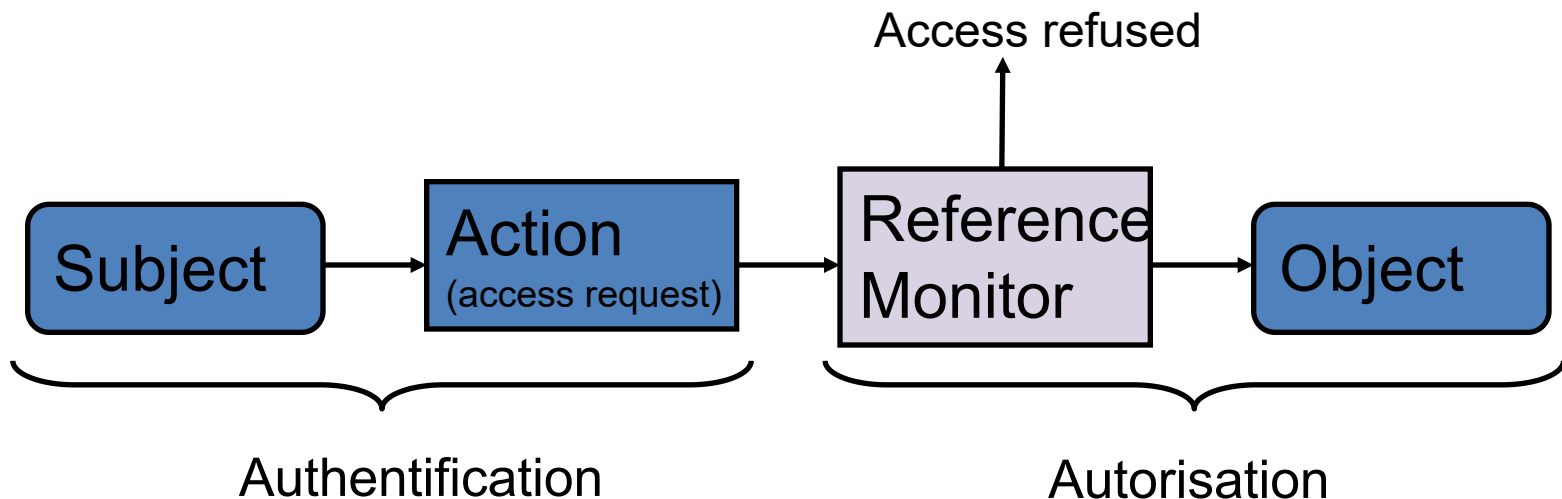 Access refused
Subject
Action
(access request)
Reference
Monitor
Object
Authentification
Autorisation